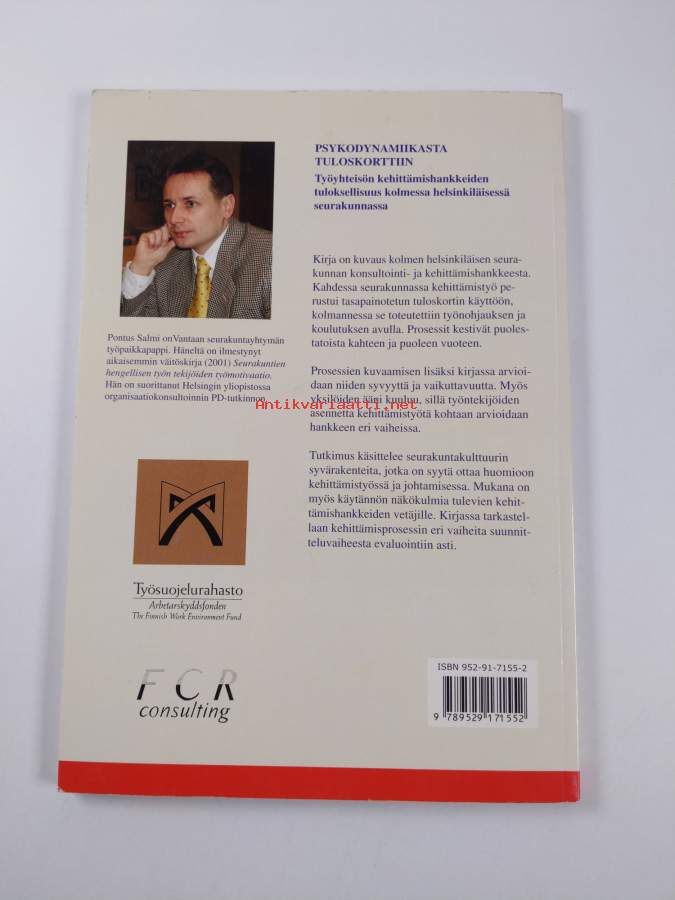 PSYKODYNAMIIKASTA
TULOSKORTTIIN
Työyhteisön kehittämishankkeiden
tuloksellisuus kolmessa helsinkiläisessä
seurakunnassa
Kirja on kuvaus kolmen helsinkiläisen seura-
kunnan konsultointi- ja kehittämishankkeesta.
Kahdessa seurakunnassa kehittämistyö pe-
rustui tasapainotetun tuloskortin käyttöön,
kolmannessa se toteutettiin työnohjauksen ja
koulutuksen avulla. Prosessit kestivät puoles-
tatoista kahteen ja puoleen vuoteen.
Prosessien kuvaamisen lisäksi kirjassa arvioi-
daan niiden syvyyttä ja vaikuttavuutta. Myös
yksilöiden ääni kuuluu, sillä työntekijöiden
asennetta kehittämistyötä kohtaan arvioidaan
hankkeen eri vaiheissa.
Tutkimus käsittelee seurakuntakulttuurin
syvärakenteita, jotka on syytä ottaa huomioon
kehittämistyössä ja johtamisessa. Mukana on
myös käytännön näkökulmia tulevien kehit-
tämishankkeiden vetäjille. Kirjassa tarkastel-
laan kehittämisprosessin eri vaiheita suunnit-
teluvaiheesta evaluointiin asti.
Pontus Salmi onVantaan seurakuntayhtymän
työpaikkapappi. Häneltä on ilmestynyt
aikaisemmin väitöskirja (2001) Seurakuntien
hengellisen työn tekijöiden työmotivaatio.
Hän on suorittanut Helsingin yliopistossa
organisaatiokonsultoinnin PD-tutkinnon.
Antikvariaatti.net
Työsuojelurahasto
Arbetarskyddsfonden
The Finnish Work Environment Fund
FCR
consulting
ISBN 952-91-7155-2
9 789529 171552